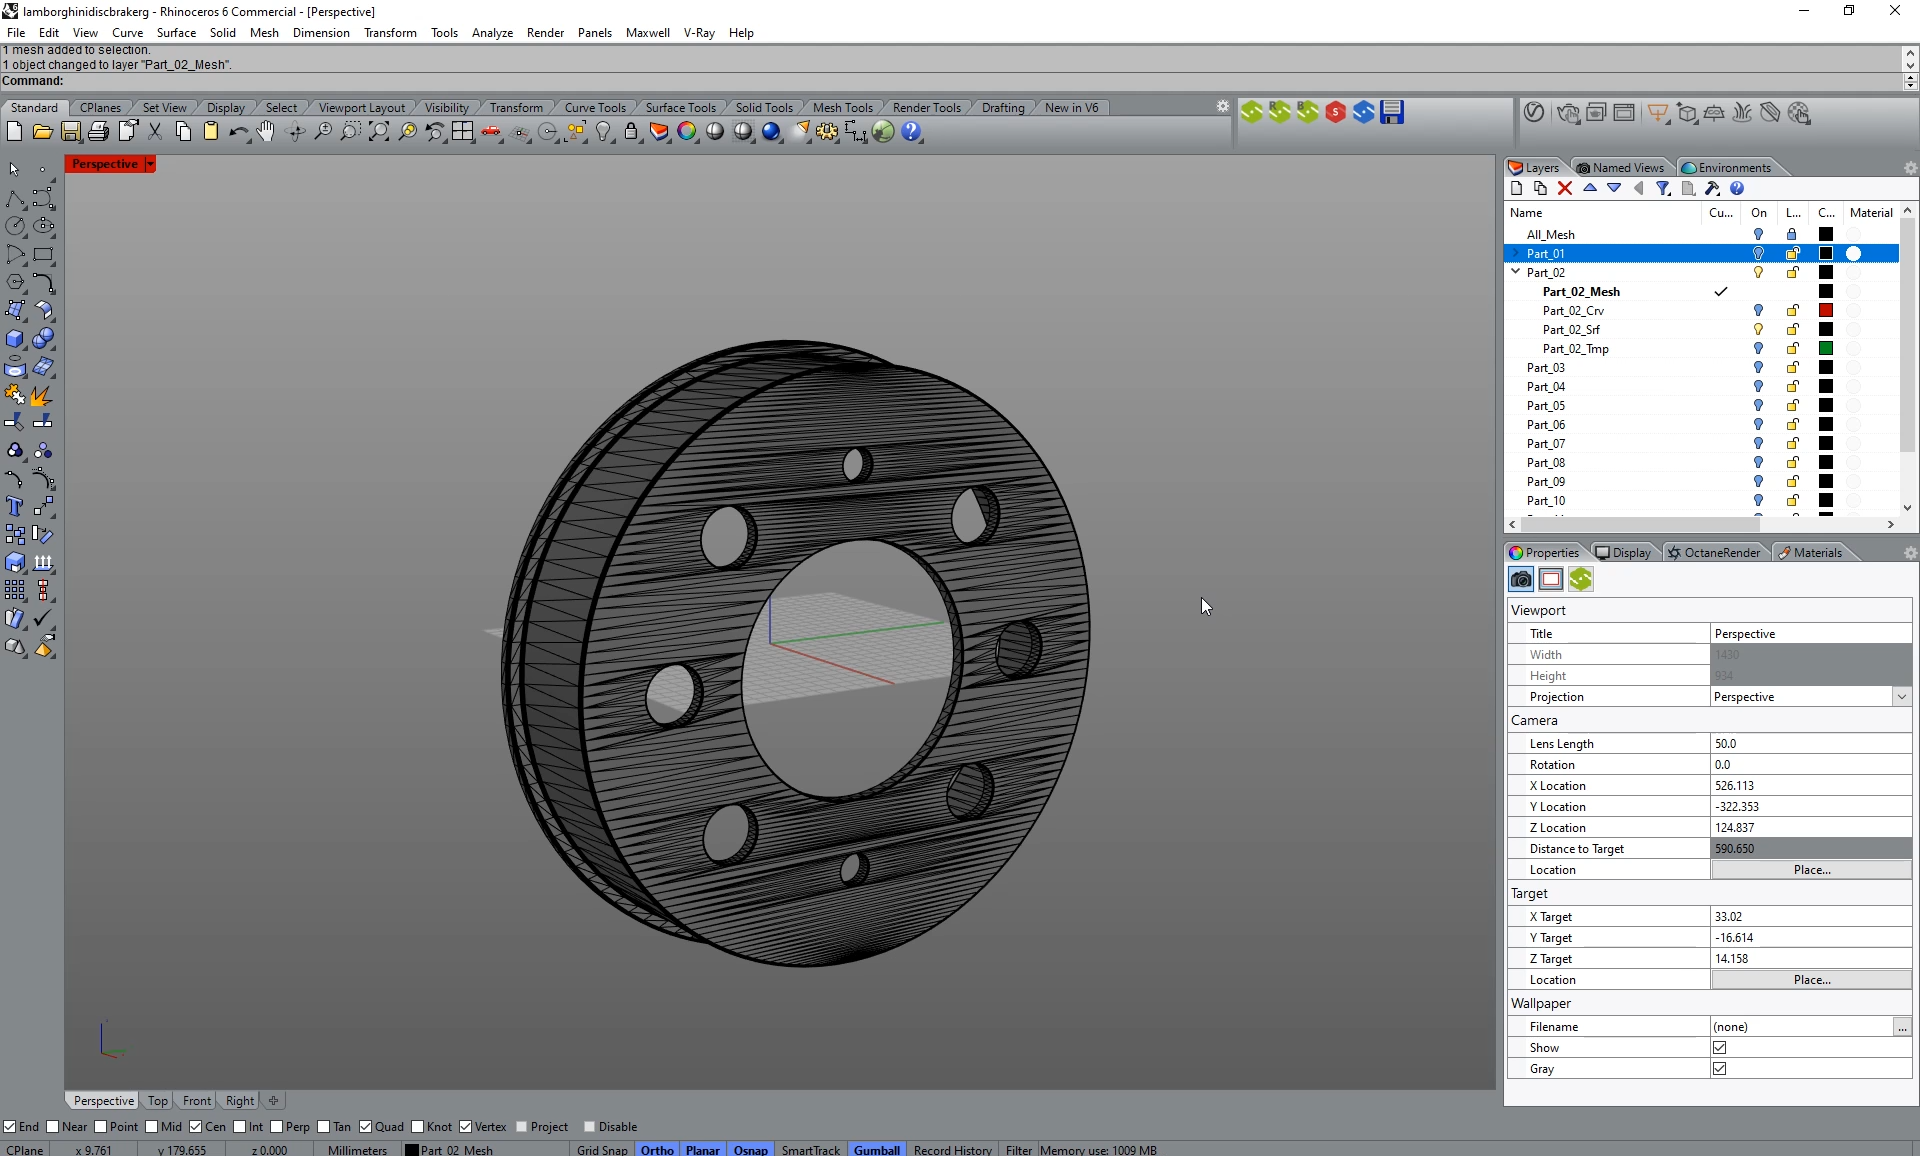 lamborghinidiscbrakerg - Rhinoceros 6 Commercial - [Perspective]
File Edit View Curve Surface Solid Mesh Dimension Transform Tools Analyze Render Panels Maxwell V-Ray Help
1 mesh added to selection.
1 object changed to layer "Part_02_Mesh".
Command:
Standard CPlanes Set View Display Select Viewport Layout Visibility Transform Curve Tools Surface Tools Solid Tools Mesh Tools Render Tools Drafting New in V6
Perspective
Layers Named Views Environments
Name Cu... On L... C... Material
All_Mesh
Part_01
Part_02
Part_02_Mesh
Part_02_Crv
Part_02_Srf
Part_02_Tmp
Part_03
Part_04
Part_05
Part_06
Part_07
Part_08
Part_09
Part_10
Properties Display OctaneRender Materials
Viewport
Title Perspective
Width 1430
Height 934
Projection Perspective
Camera
Lens Length 50.0
Rotation 0.0
X Location 526.113
Y Location -322.353
Z Location 124.837
Distance to Target 590.650
Location Place...
Target
X Target 33.02
Y Target -16.614
Z Target 14.158
Location Place...
Wallpaper
Filename (none) ...
Show
Gray
Perspective Top Front Right
End Near Point Mid Cen Int Perp Tan Quad Knot Vertex Project Disable
CPlane x 9.761 y 179.655 z 0.000 Millimeters Part_02_Mesh Grid Snap Ortho Planar Osnap SmartTrack Gumball Record History Filter Memory use: 1009 MB